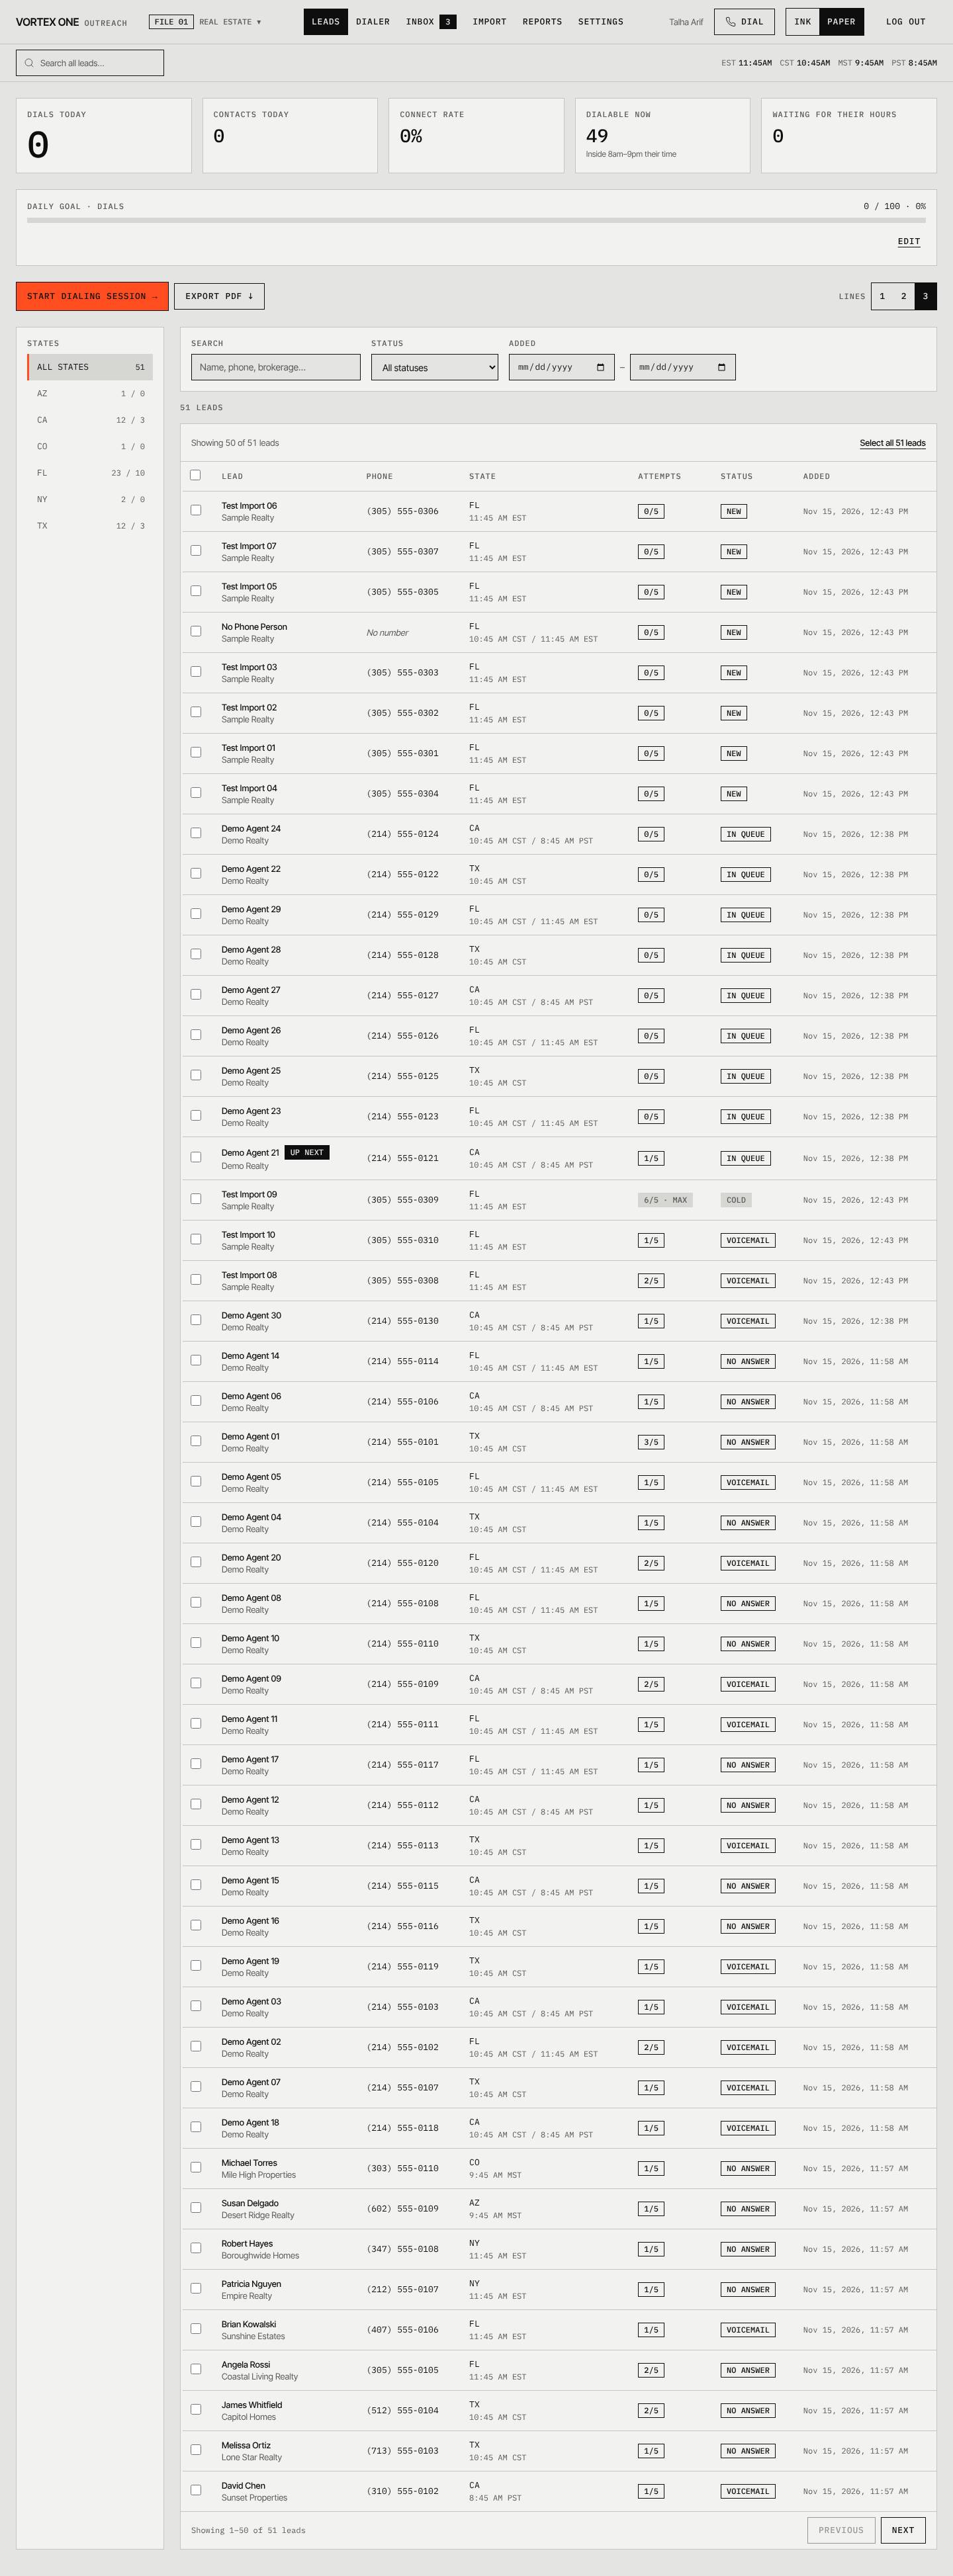 VORTEX ONE OUTREACH FILE 01 REAL ESTATE ▾ LEADS DIALER INBOX 3 IMPORT REPORTS SETTINGS Talha Arif DIAL INK PAPER LOG OUT
Search all leads... EST 11:45AM CST 10:45AM MST 9:45AM PST 8:45AM
DIALS TODAY
0
CONTACTS TODAY
0
CONNECT RATE
0%
DIALABLE NOW
49
Inside 8am–9pm their time
WAITING FOR THEIR HOURS
0
DAILY GOAL · DIALS 0 / 100 · 0%
EDIT
START DIALING SESSION → EXPORT PDF ↓ LINES 1 2 3
STATES
ALL STATES 51
AZ 1 / 0
CA 12 / 3
CO 1 / 0
FL 23 / 10
NY 2 / 0
TX 12 / 3
SEARCH STATUS ADDED
Name, phone, brokerage... All statuses mm/dd/yyyy – mm/dd/yyyy
51 LEADS
Showing 50 of 51 leads Select all 51 leads
LEAD PHONE STATE ATTEMPTS STATUS ADDED
Test Import 06 (305) 555-0306 FL 0/5 NEW Nov 15, 2026, 12:43 PM
Sample Realty 11:45 AM EST
Test Import 07 (305) 555-0307 FL 0/5 NEW Nov 15, 2026, 12:43 PM
Sample Realty 11:45 AM EST
Test Import 05 (305) 555-0305 FL 0/5 NEW Nov 15, 2026, 12:43 PM
Sample Realty 11:45 AM EST
No Phone Person No number FL 0/5 NEW Nov 15, 2026, 12:43 PM
Sample Realty 10:45 AM CST / 11:45 AM EST
Test Import 03 (305) 555-0303 FL 0/5 NEW Nov 15, 2026, 12:43 PM
Sample Realty 11:45 AM EST
Test Import 02 (305) 555-0302 FL 0/5 NEW Nov 15, 2026, 12:43 PM
Sample Realty 11:45 AM EST
Test Import 01 (305) 555-0301 FL 0/5 NEW Nov 15, 2026, 12:43 PM
Sample Realty 11:45 AM EST
Test Import 04 (305) 555-0304 FL 0/5 NEW Nov 15, 2026, 12:43 PM
Sample Realty 11:45 AM EST
Demo Agent 24 (214) 555-0124 CA 0/5 IN QUEUE Nov 15, 2026, 12:38 PM
Demo Realty 10:45 AM CST / 8:45 AM PST
Demo Agent 22 (214) 555-0122 TX 0/5 IN QUEUE Nov 15, 2026, 12:38 PM
Demo Realty 10:45 AM CST
Demo Agent 29 (214) 555-0129 FL 0/5 IN QUEUE Nov 15, 2026, 12:38 PM
Demo Realty 10:45 AM CST / 11:45 AM EST
Demo Agent 28 (214) 555-0128 TX 0/5 IN QUEUE Nov 15, 2026, 12:38 PM
Demo Realty 10:45 AM CST
Demo Agent 27 (214) 555-0127 CA 0/5 IN QUEUE Nov 15, 2026, 12:38 PM
Demo Realty 10:45 AM CST / 8:45 AM PST
Demo Agent 26 (214) 555-0126 FL 0/5 IN QUEUE Nov 15, 2026, 12:38 PM
Demo Realty 10:45 AM CST / 11:45 AM EST
Demo Agent 25 (214) 555-0125 TX 0/5 IN QUEUE Nov 15, 2026, 12:38 PM
Demo Realty 10:45 AM CST
Demo Agent 23 (214) 555-0123 FL 0/5 IN QUEUE Nov 15, 2026, 12:38 PM
Demo Realty 10:45 AM CST / 11:45 AM EST
Demo Agent 21 UP NEXT (214) 555-0121 CA 1/5 IN QUEUE Nov 15, 2026, 12:38 PM
Demo Realty 10:45 AM CST / 8:45 AM PST
Test Import 09 (305) 555-0309 FL 6/5 · MAX COLD Nov 15, 2026, 12:43 PM
Sample Realty 11:45 AM EST
Test Import 10 (305) 555-0310 FL 1/5 VOICEMAIL Nov 15, 2026, 12:43 PM
Sample Realty 11:45 AM EST
Test Import 08 (305) 555-0308 FL 2/5 VOICEMAIL Nov 15, 2026, 12:43 PM
Sample Realty 11:45 AM EST
Demo Agent 30 (214) 555-0130 CA 1/5 VOICEMAIL Nov 15, 2026, 12:38 PM
Demo Realty 10:45 AM CST / 8:45 AM PST
Demo Agent 14 (214) 555-0114 FL 1/5 NO ANSWER Nov 15, 2026, 11:58 AM
Demo Realty 10:45 AM CST / 11:45 AM EST
Demo Agent 06 (214) 555-0106 CA 1/5 NO ANSWER Nov 15, 2026, 11:58 AM
Demo Realty 10:45 AM CST / 8:45 AM PST
Demo Agent 01 (214) 555-0101 TX 3/5 NO ANSWER Nov 15, 2026, 11:58 AM
Demo Realty 10:45 AM CST
Demo Agent 05 (214) 555-0105 FL 1/5 VOICEMAIL Nov 15, 2026, 11:58 AM
Demo Realty 10:45 AM CST / 11:45 AM EST
Demo Agent 04 (214) 555-0104 TX 1/5 NO ANSWER Nov 15, 2026, 11:58 AM
Demo Realty 10:45 AM CST
Demo Agent 20 (214) 555-0120 FL 2/5 VOICEMAIL Nov 15, 2026, 11:58 AM
Demo Realty 10:45 AM CST / 11:45 AM EST
Demo Agent 08 (214) 555-0108 FL 1/5 NO ANSWER Nov 15, 2026, 11:58 AM
Demo Realty 10:45 AM CST / 11:45 AM EST
Demo Agent 10 (214) 555-0110 TX 1/5 NO ANSWER Nov 15, 2026, 11:58 AM
Demo Realty 10:45 AM CST
Demo Agent 09 (214) 555-0109 CA 2/5 VOICEMAIL Nov 15, 2026, 11:58 AM
Demo Realty 10:45 AM CST / 8:45 AM PST
Demo Agent 11 (214) 555-0111 FL 1/5 VOICEMAIL Nov 15, 2026, 11:58 AM
Demo Realty 10:45 AM CST / 11:45 AM EST
Demo Agent 17 (214) 555-0117 FL 1/5 NO ANSWER Nov 15, 2026, 11:58 AM
Demo Realty 10:45 AM CST / 11:45 AM EST
Demo Agent 12 (214) 555-0112 CA 1/5 NO ANSWER Nov 15, 2026, 11:58 AM
Demo Realty 10:45 AM CST / 8:45 AM PST
Demo Agent 13 (214) 555-0113 TX 1/5 VOICEMAIL Nov 15, 2026, 11:58 AM
Demo Realty 10:45 AM CST
Demo Agent 15 (214) 555-0115 CA 1/5 NO ANSWER Nov 15, 2026, 11:58 AM
Demo Realty 10:45 AM CST / 8:45 AM PST
Demo Agent 16 (214) 555-0116 TX 1/5 NO ANSWER Nov 15, 2026, 11:58 AM
Demo Realty 10:45 AM CST
Demo Agent 19 (214) 555-0119 TX 1/5 VOICEMAIL Nov 15, 2026, 11:58 AM
Demo Realty 10:45 AM CST
Demo Agent 03 (214) 555-0103 CA 1/5 VOICEMAIL Nov 15, 2026, 11:58 AM
Demo Realty 10:45 AM CST / 8:45 AM PST
Demo Agent 02 (214) 555-0102 FL 2/5 VOICEMAIL Nov 15, 2026, 11:58 AM
Demo Realty 10:45 AM CST / 11:45 AM EST
Demo Agent 07 (214) 555-0107 TX 1/5 VOICEMAIL Nov 15, 2026, 11:58 AM
Demo Realty 10:45 AM CST
Demo Agent 18 (214) 555-0118 CA 1/5 VOICEMAIL Nov 15, 2026, 11:58 AM
Demo Realty 10:45 AM CST / 8:45 AM PST
Michael Torres (303) 555-0110 CO 1/5 NO ANSWER Nov 15, 2026, 11:57 AM
Mile High Properties 9:45 AM MST
Susan Delgado (602) 555-0109 AZ 1/5 NO ANSWER Nov 15, 2026, 11:57 AM
Desert Ridge Realty 9:45 AM MST
Robert Hayes (347) 555-0108 NY 1/5 NO ANSWER Nov 15, 2026, 11:57 AM
Boroughwide Homes 11:45 AM EST
Patricia Nguyen (212) 555-0107 NY 1/5 NO ANSWER Nov 15, 2026, 11:57 AM
Empire Realty 11:45 AM EST
Brian Kowalski (407) 555-0106 FL 1/5 VOICEMAIL Nov 15, 2026, 11:57 AM
Sunshine Estates 11:45 AM EST
Angela Rossi (305) 555-0105 FL 2/5 NO ANSWER Nov 15, 2026, 11:57 AM
Coastal Living Realty 11:45 AM EST
James Whitfield (512) 555-0104 TX 2/5 NO ANSWER Nov 15, 2026, 11:57 AM
Capitol Homes 10:45 AM CST
Melissa Ortiz (713) 555-0103 TX 1/5 NO ANSWER Nov 15, 2026, 11:57 AM
Lone Star Realty 10:45 AM CST
David Chen (310) 555-0102 CA 1/5 VOICEMAIL Nov 15, 2026, 11:57 AM
Sunset Properties 8:45 AM PST
Showing 1–50 of 51 leads PREVIOUS NEXT